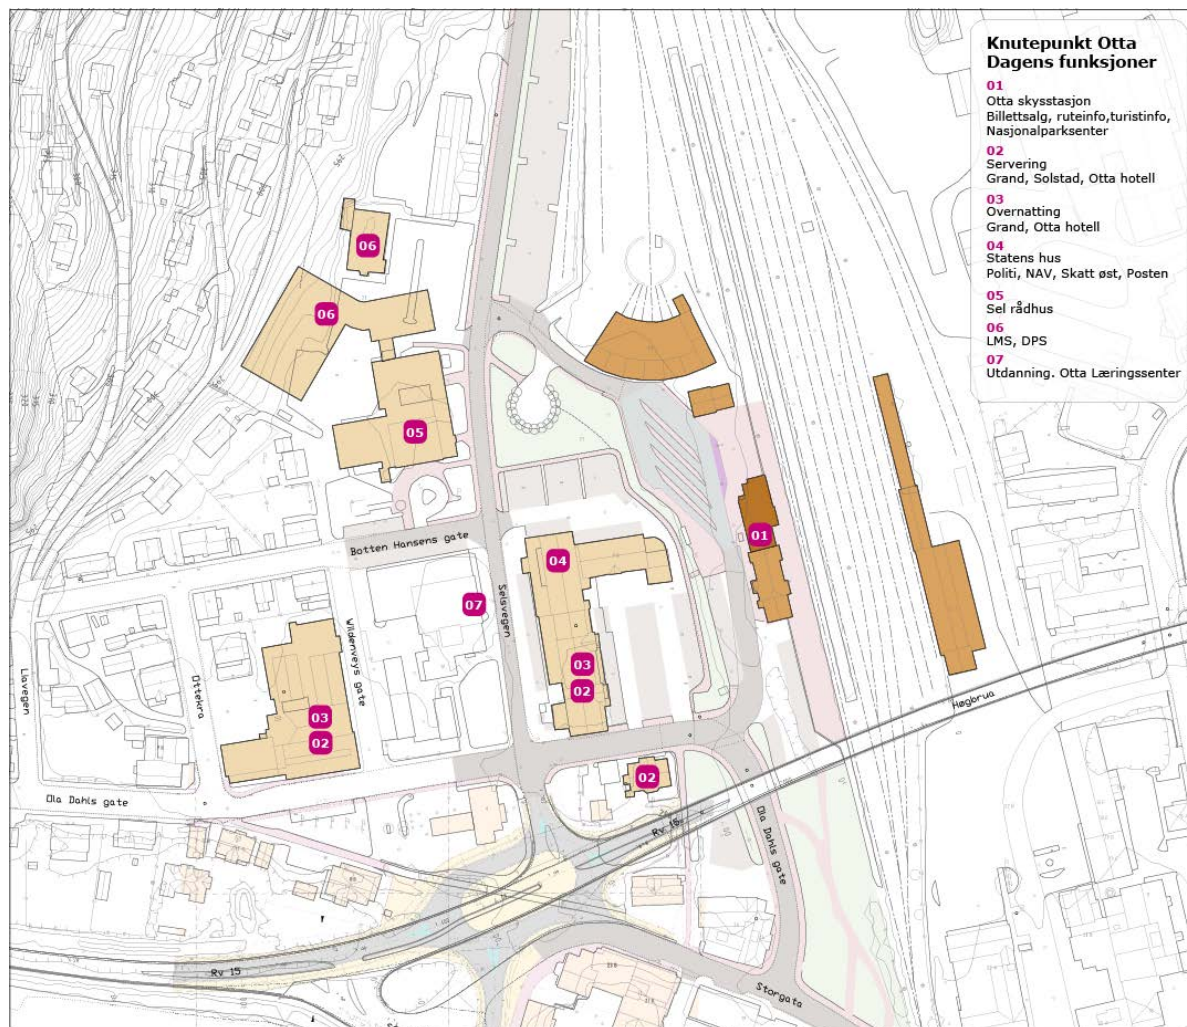 Knutepunkt Otta
Dagens funksjoner
01
Otta skysstasjon
Billettsalg, ruteinfo,turistinfo,
Nasjonalparksenter
02
Servering
Grand, Solstad, Otta hotell
03
Overnatting
Grand, Otta hotell
04
Statens hus
Politi, NAV, Skatt øst, Posten
05
Sel rådhus
06
LMS, DPS
07
Utdanning. Otta Læringssenter
06
06
05
01
04
07
03
02
03
02
02
Botten Hansens gate
Selsvegen
Wildenveys gate
Ottekra
Llavegen
Ola Dahls gate
Høgbrua
Rv 15
Ola Dahls gate
Rv 15
Storgata